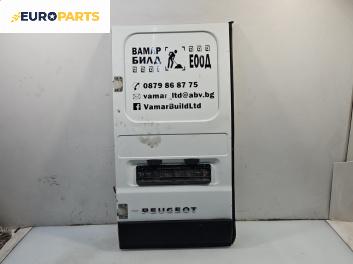 EUROPARTS
ВАМАР
БИЛД
ЕООД
0879 86 87 75
vamar_ltd@abv.bg
VamarBuildLtd
PEUGEOT